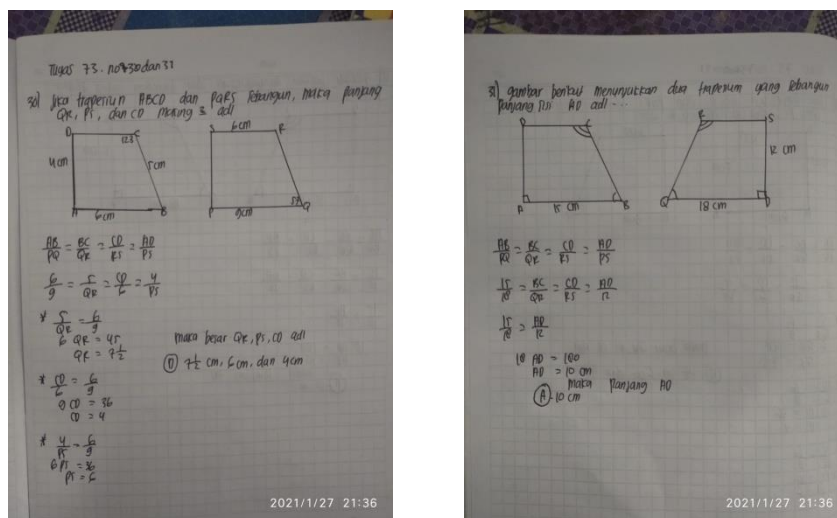 Tugas 73. no 30 dan 31
30) Jika trapesium ABCD dan PQRS sebangun, maka panjang
QR, PS, dan CD masing² adl
D C
123
4cm
5cm
A B
6cm
6cm
S R
P Q
9cm
AB/PQ = BC/QR = CD/RS = AD/PS
6/9 = 5/QR = CD/6 = 4/PS
* 5/QR = 6/9
6 QR = 45
QR = 7 1/2
* CD/6 = 6/9
9 CD = 36
CD = 4
* 4/PS = 6/9
6 PS = 36
PS = 6
maka besar QR, PS, CD adl
D 7 1/2 cm, 6 cm, dan 4 cm
2021/1/27 21:36
31) gambar berikut menunjukkan dua trapesium yang sebangun
panjang sisi AD adl ...
D C
A B
15 cm
R S
12 cm
Q
18 cm
AB/PQ = BC/QR = CD/RS = AD/PS
15/18 = BC/QR = CD/RS = AD/12
15/18 = AD/12
18 AD = 180
AD = 10 cm
maka panjang AD
A. 10 cm
2021/1/27 21:36